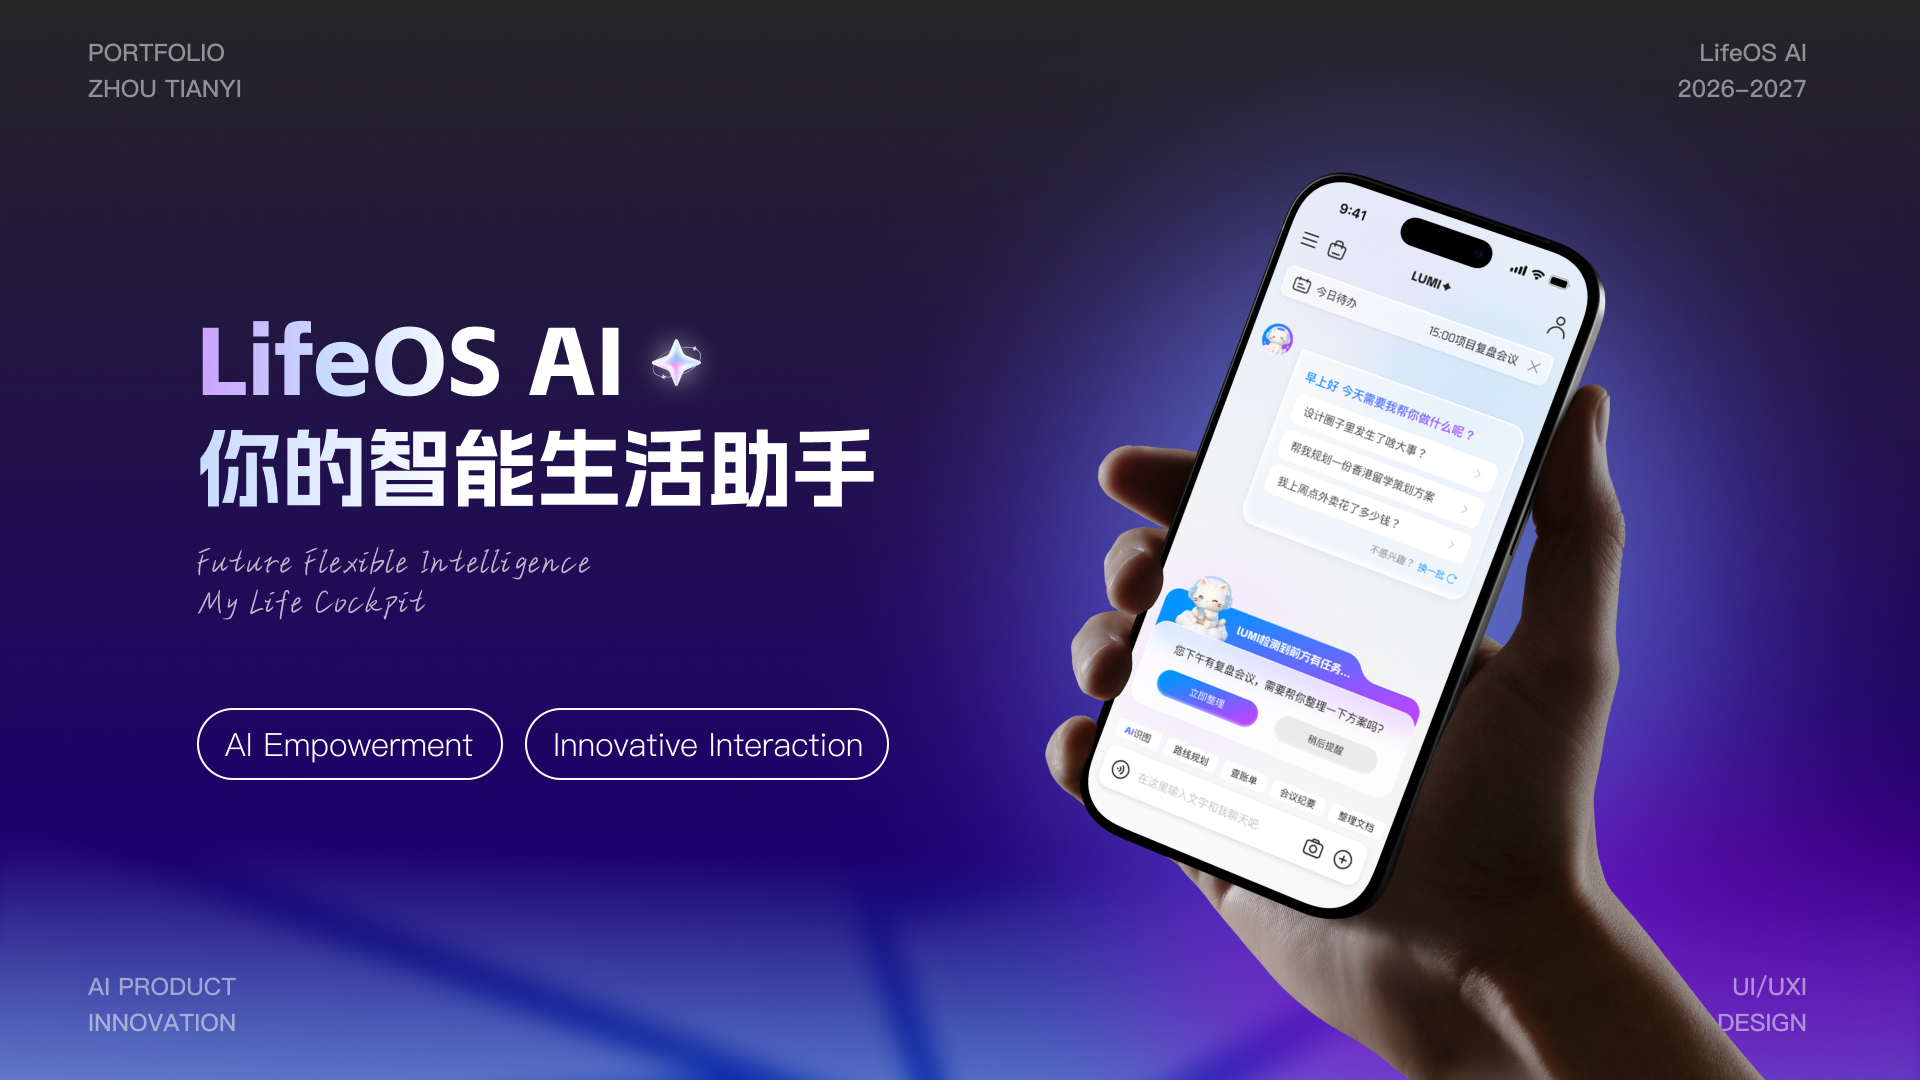 PORTFOLIO
ZHOU TIANYI
LifeOS AI
2026-2027
LifeOS AI
你的智能生活助手
Future Flexible Intelligence
My Life Cockpit
AI Empowerment
Innovative Interaction
9:41
LUMI
今日待办
15:00项目复盘会议
早上好 今天需要我帮你做什么呢？
设计圈子里发生了啥大事？
帮我规划一份香港留学策划方案
我上周点外卖花了多少钱？
不感兴趣？ 换一批
lUMI检测到前方有任务...
您下午有复盘会议，需要帮你整理一下方案吗?
立即整理
稍后提醒
AI识图
路线规划
查账单
会议纪要
整理文档
在这里输入文字和我聊天吧
AI PRODUCT
INNOVATION
UI/UXI
DESIGN